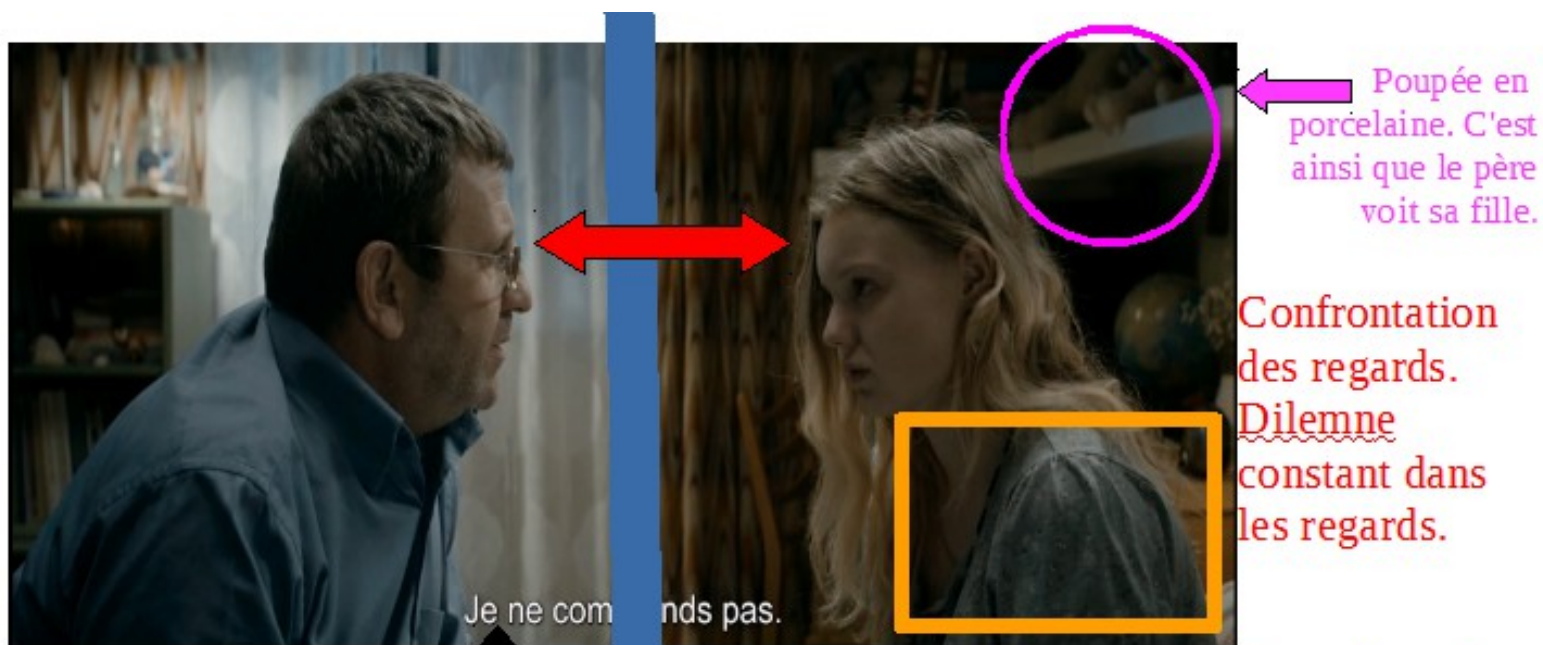 Poupée en
porcelaine. C'est
ainsi que le père
voit sa fille.
Confrontation
des regards.
Dilemne
constant dans
les regards.
Je ne com nds pas.